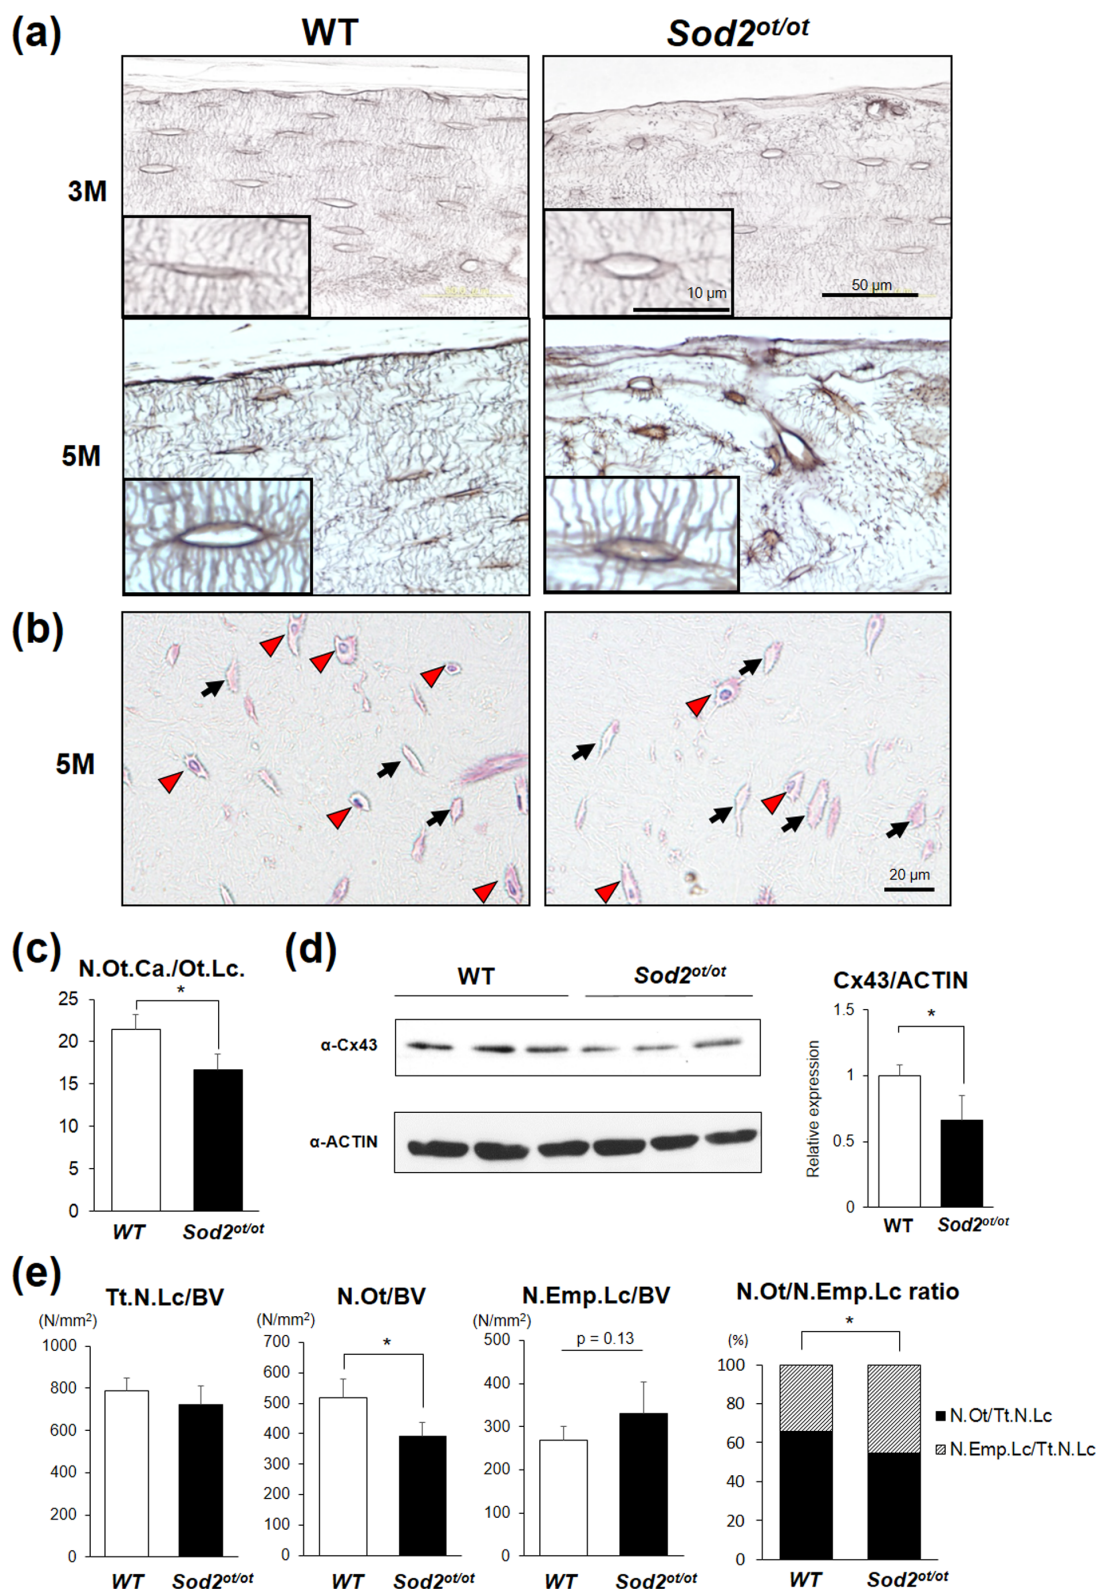 (a)
WT
Sod2ot/ot
3M
10 µm
50 µm
5M
(b)
5M
20 µm
(c)
N.Ot.Ca./Ot.Lc.
*
25
20
15
10
5
0
WT
Sod2ot/ot
(d)
WT
Sod2ot/ot
α-Cx43
α-ACTIN
Cx43/ACTIN
Relative expression
1.5
*
1
0.5
0
WT
Sod2ot/ot
(e)
Tt.N.Lc/BV
(N/mm²)
1000
800
600
400
200
0
WT
Sod2ot/ot
N.Ot/BV
(N/mm²)
700
*
600
500
400
300
200
100
0
WT
Sod2ot/ot
N.Emp.Lc/BV
(N/mm²)
500
p = 0.13
400
300
200
100
0
WT
Sod2ot/ot
N.Ot/N.Emp.Lc ratio
*
(%)
100
80
60
40
20
0
WT
Sod2ot/ot
N.Ot/Tt.N.Lc
N.Emp.Lc/Tt.N.Lc